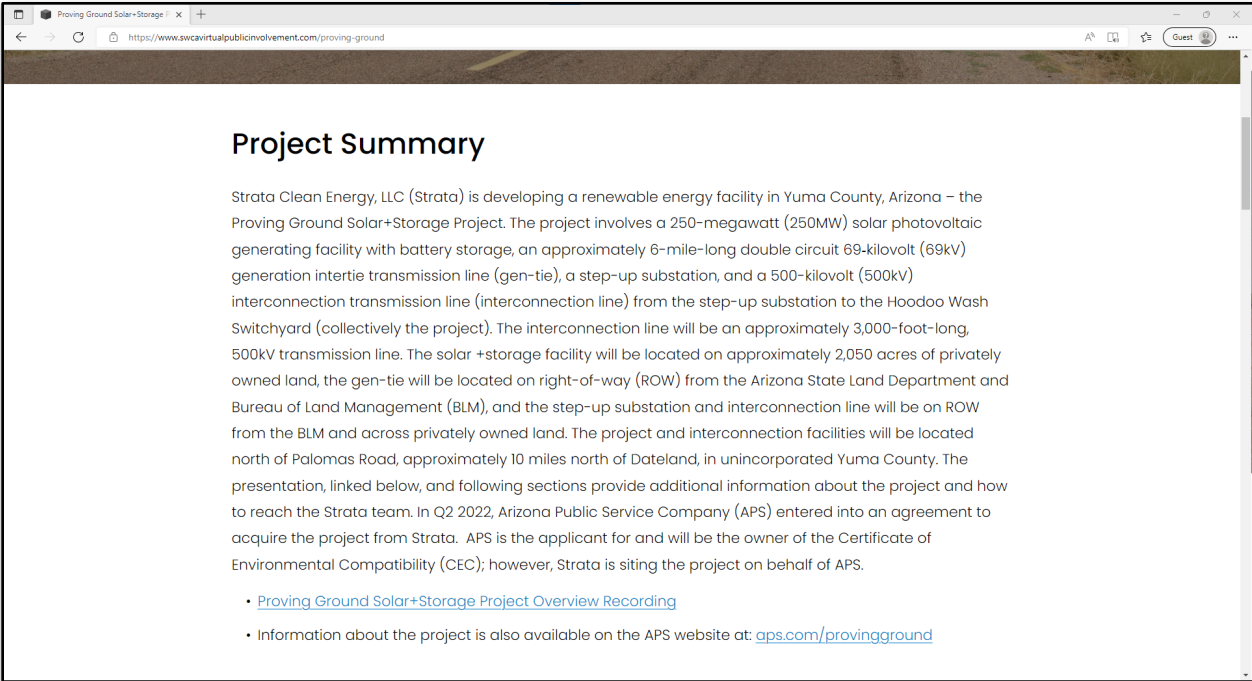 Proving Ground Solar+Storage P
https://www.swcavirtualpublicinvolvement.com/proving-ground
Guest
Project Summary
Strata Clean Energy, LLC (Strata) is developing a renewable energy facility in Yuma County, Arizona – the
Proving Ground Solar+Storage Project. The project involves a 250-megawatt (250MW) solar photovoltaic
generating facility with battery storage, an approximately 6-mile-long double circuit 69-kilovolt (69kV)
generation intertie transmission line (gen-tie), a step-up substation, and a 500-kilovolt (500kV)
interconnection transmission line (interconnection line) from the step-up substation to the Hoodoo Wash
Switchyard (collectively the project). The interconnection line will be an approximately 3,000-foot-long,
500kV transmission line. The solar +storage facility will be located on approximately 2,050 acres of privately
owned land, the gen-tie will be located on right-of-way (ROW) from the Arizona State Land Department and
Bureau of Land Management (BLM), and the step-up substation and interconnection line will be on ROW
from the BLM and across privately owned land. The project and interconnection facilities will be located
north of Palomas Road, approximately 10 miles north of Dateland, in unincorporated Yuma County. The
presentation, linked below, and following sections provide additional information about the project and how
to reach the Strata team. In Q2 2022, Arizona Public Service Company (APS) entered into an agreement to
acquire the project from Strata.  APS is the applicant for and will be the owner of the Certificate of
Environmental Compatibility (CEC); however, Strata is siting the project on behalf of APS.
• Proving Ground Solar+Storage Project Overview Recording
• Information about the project is also available on the APS website at: aps.com/provingground